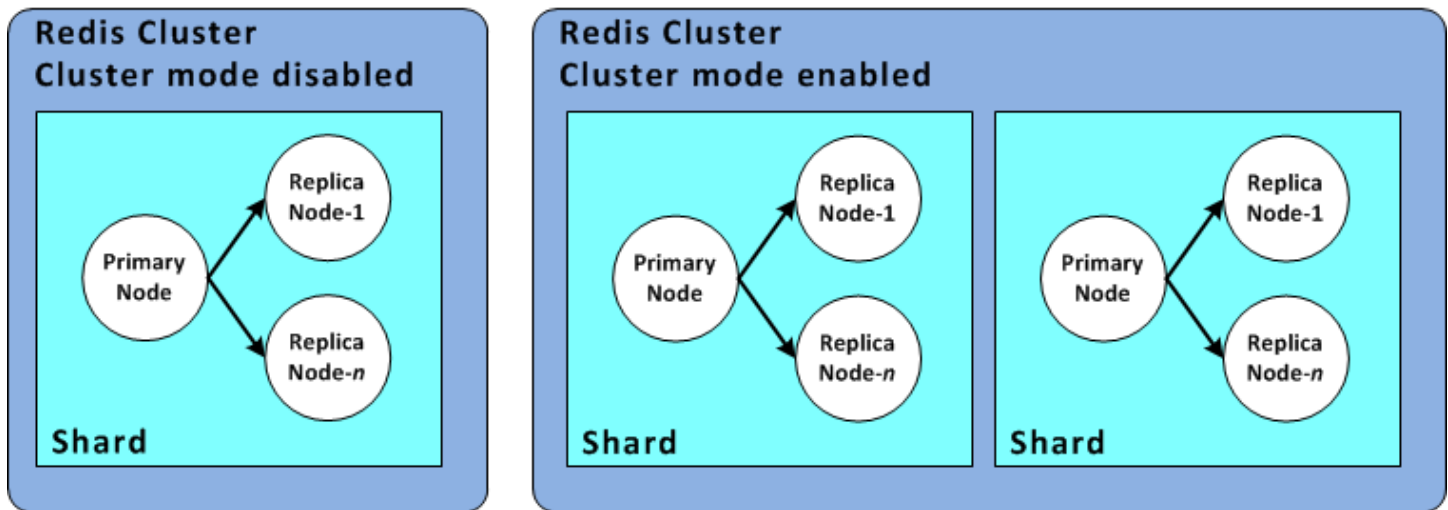 Redis Cluster
Cluster mode disabled
Replica
Node-1
Primary
Node
Replica
Node-n
Shard
Redis Cluster
Cluster mode enabled
Replica
Node-1
Primary
Node
Replica
Node-n
Shard
Replica
Node-1
Primary
Node
Replica
Node-n
Shard